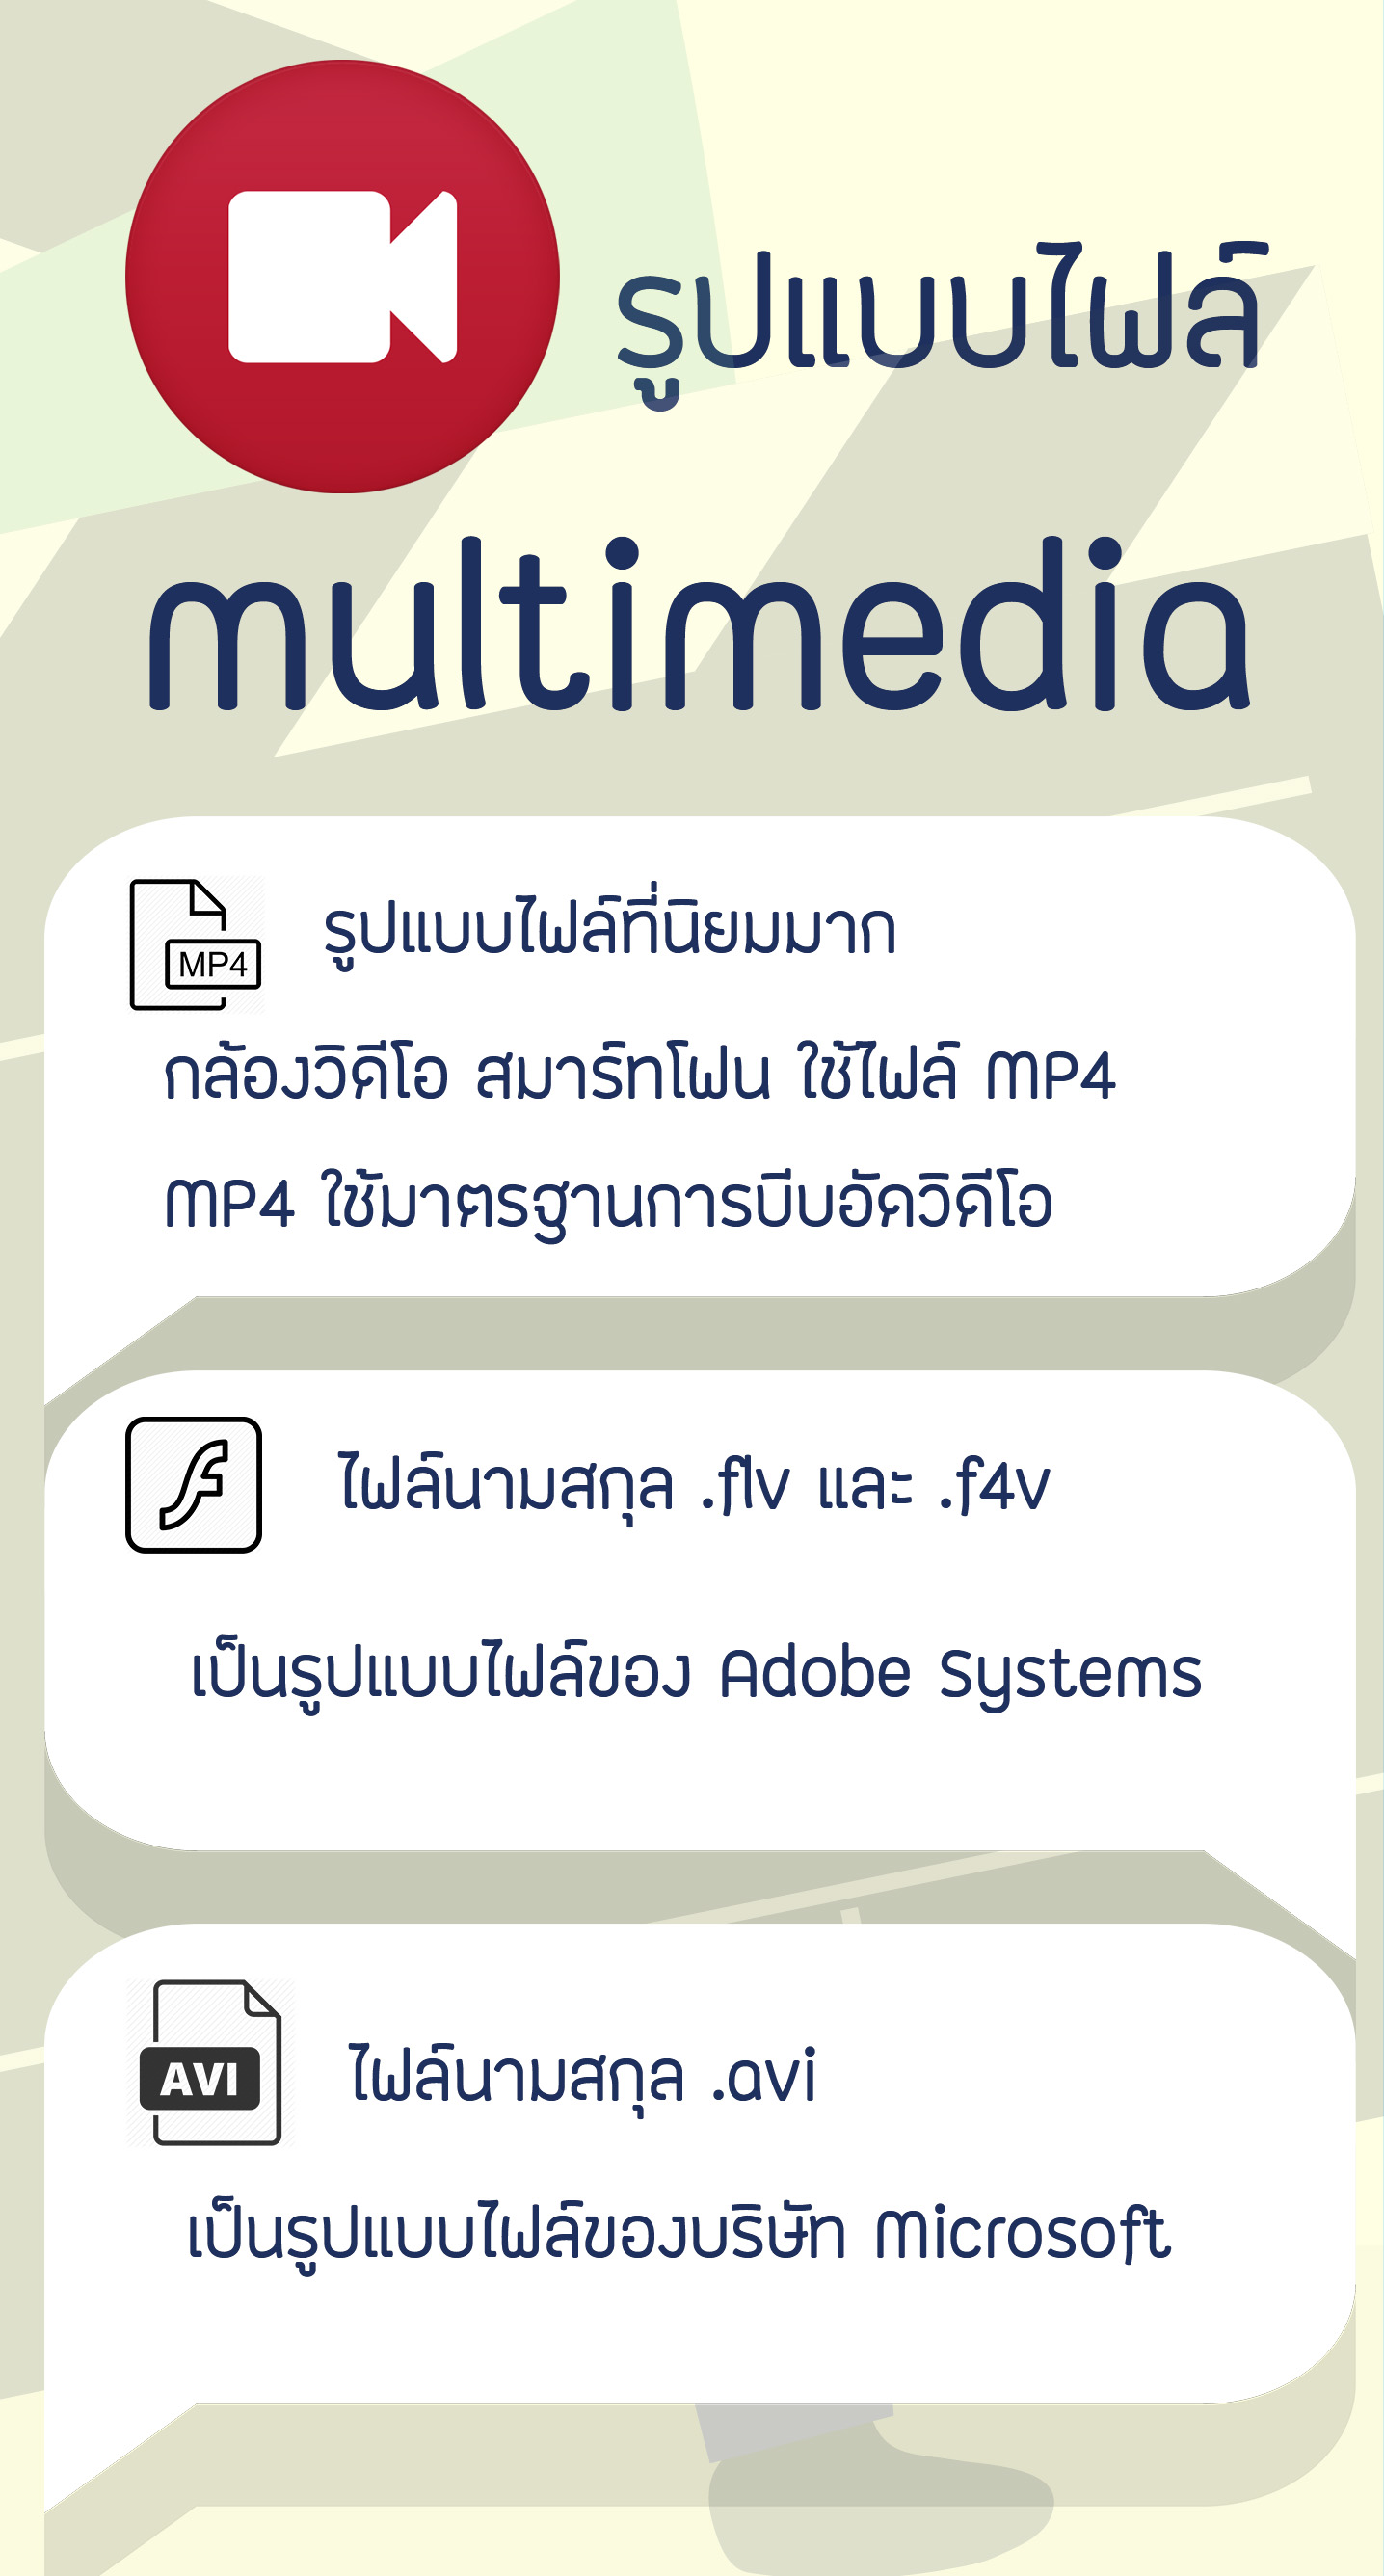 รูปแบบไฟล์
multimedia
MP4
รูปแบบไฟล์ที่นิยมมาก
กล้องวิดีโอ สมาร์ทโฟน ใช้ไฟล์ MP4
MP4 ใช้มาตรฐานการบีบอัดวิดีโอ
ไฟล์นามสกุล .flv และ .f4v
เป็นรูปแบบไฟล์ของ Adobe Systems
AVI
ไฟล์นามสกุล .avi
เป็นรูปแบบไฟล์ของบริษัท Microsoft